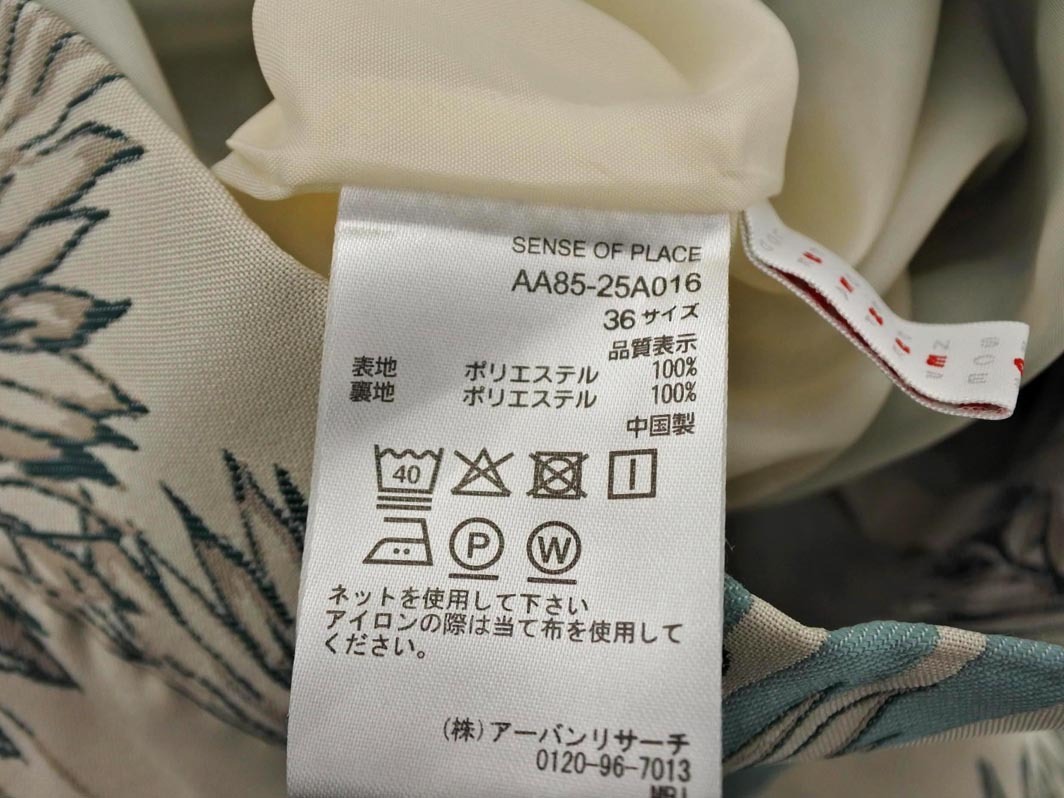 SENSE OF PLACE
AA85-25A016
36 サイズ
品質表示
表地 ポリエステル 100%
裏地 ポリエステル 100%
中国製
40
P W
ネットを使用して下さい
アイロンの際は当て布を使用して
ください。
(株)アーバンリサーチ
0120-96-7013